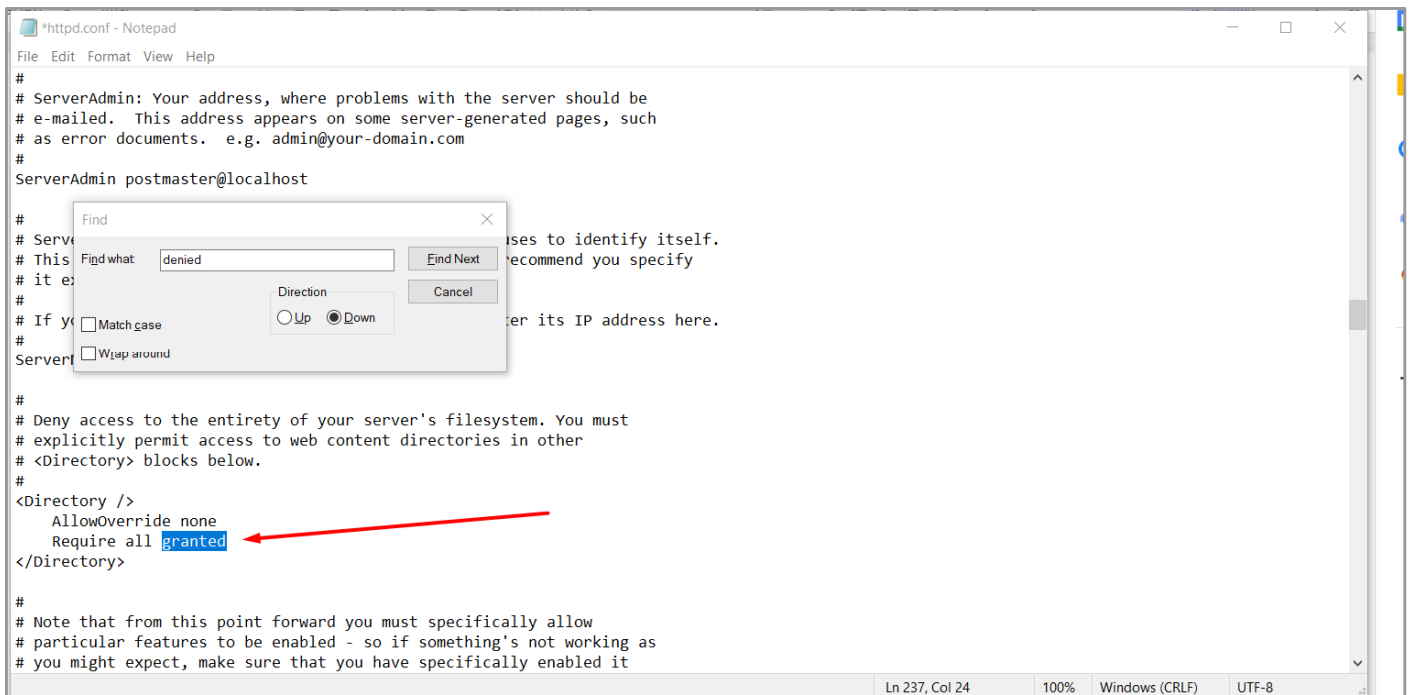 *httpd.conf - Notepad
File Edit Format View Help
#
# ServerAdmin: Your address, where problems with the server should be
# e-mailed.  This address appears on some server-generated pages, such
# as error documents.  e.g. admin@your-domain.com
#
ServerAdmin postmaster@localhost
#
# Serve
uses to identify itself.
# This
recommend you specify
# it ex
#
# If yo
ter its IP address here.
#
Server
Find
Find what:
denied
Find Next
Cancel
Direction
Up
Down
Match case
Wrap around
#
# Deny access to the entirety of your server's filesystem. You must
# explicitly permit access to web content directories in other
# <Directory> blocks below.
#
<Directory />
    AllowOverride none
    Require all granted
</Directory>
#
# Note that from this point forward you must specifically allow
# particular features to be enabled - so if something's not working as
# you might expect, make sure that you have specifically enabled it
Ln 237, Col 24
100%
Windows (CRLF)
UTF-8